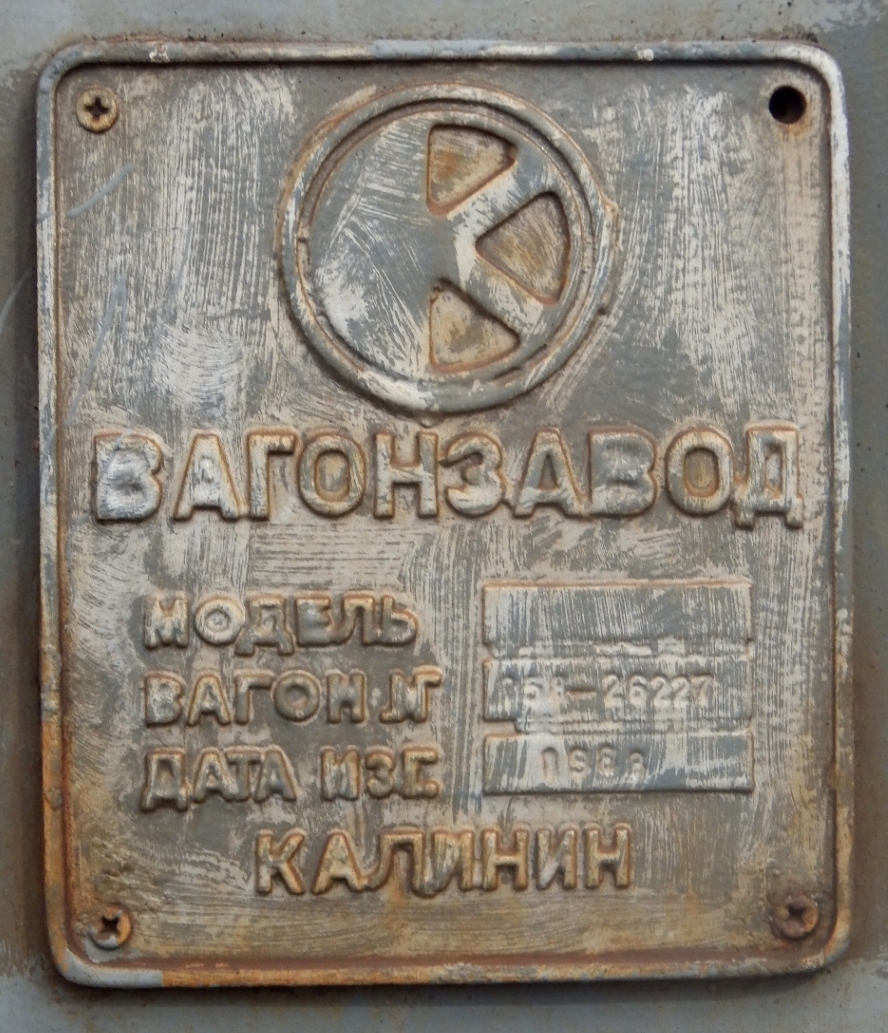 ВАГОНЗАВОД
МОДЕЛЬ
ВАГОН №
ДАТА ИЗГ.
КАЛИНИН